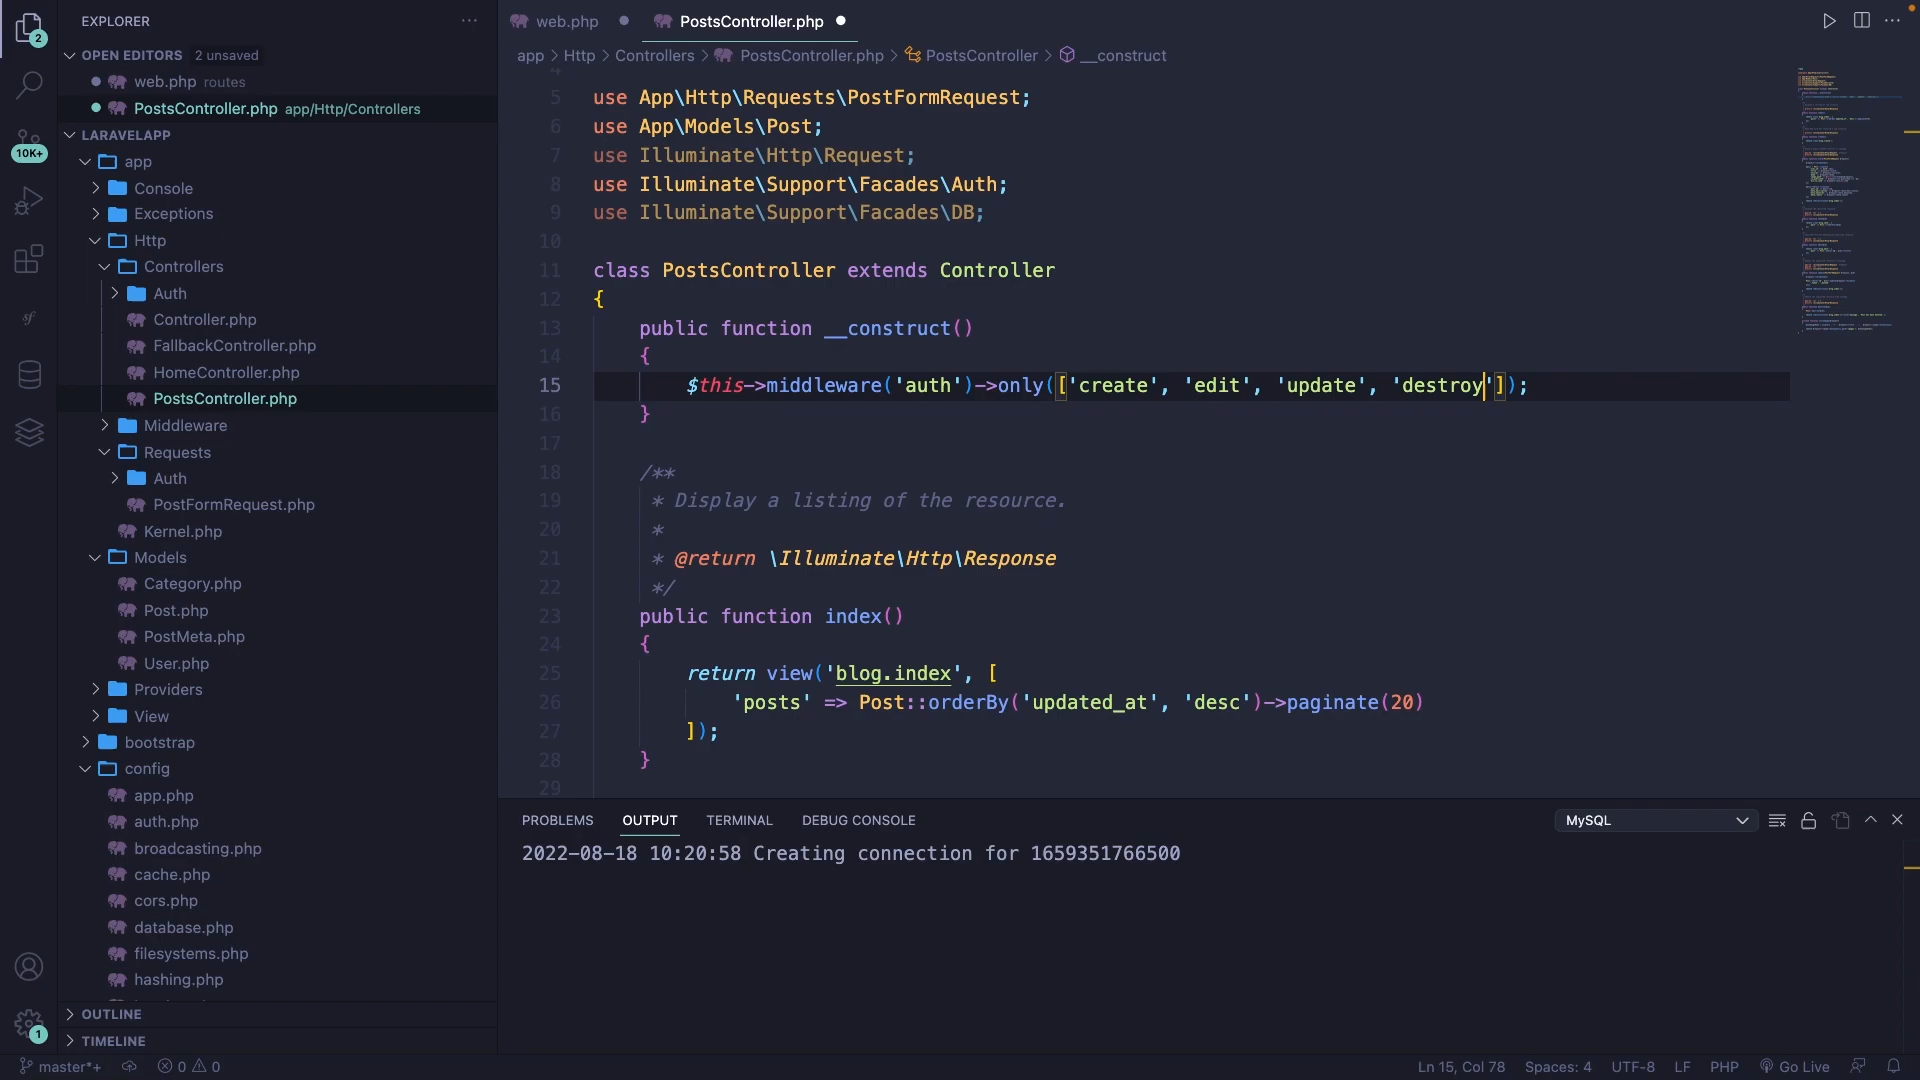 EXPLORER
OPEN EDITORS 2 unsaved
web.php routes
PostsController.php app/Http/Controllers
LARAVELAPP
app
Console
Exceptions
Http
Controllers
Auth
Controller.php
FallbackController.php
HomeController.php
PostsController.php
Middleware
Requests
Auth
PostFormRequest.php
Kernel.php
Models
Category.php
Post.php
PostMeta.php
User.php
Providers
View
bootstrap
config
app.php
auth.php
broadcasting.php
cache.php
cors.php
database.php
filesystems.php
hashing.php
OUTLINE
TIMELINE
2
10K+
1
web.php
PostsController.php
app > Http > Controllers > PostsController.php > PostsController > __construct
5 use App\Http\Requests\PostFormRequest;
6 use App\Models\Post;
7 use Illuminate\Http\Request;
8 use Illuminate\Support\Facades\Auth;
9 use Illuminate\Support\Facades\DB;
10
11 class PostsController extends Controller
12 {
13 public function __construct()
14 {
15 $this->middleware('auth')->only(['create', 'edit', 'update', 'destroy']);
16 }
17
18 /**
19 * Display a listing of the resource.
20 *
21 * @return \Illuminate\Http\Response
22 */
23 public function index()
24 {
25 return view('blog.index', [
26 'posts' => Post::orderBy('updated_at', 'desc')->paginate(20)
27 ]);
28 }
29
PROBLEMS OUTPUT TERMINAL DEBUG CONSOLE
MySQL
2022-08-18 10:20:58 Creating connection for 1659351766500
master*+ 0 0
Ln 15, Col 78 Spaces: 4 UTF-8 LF PHP Go Live